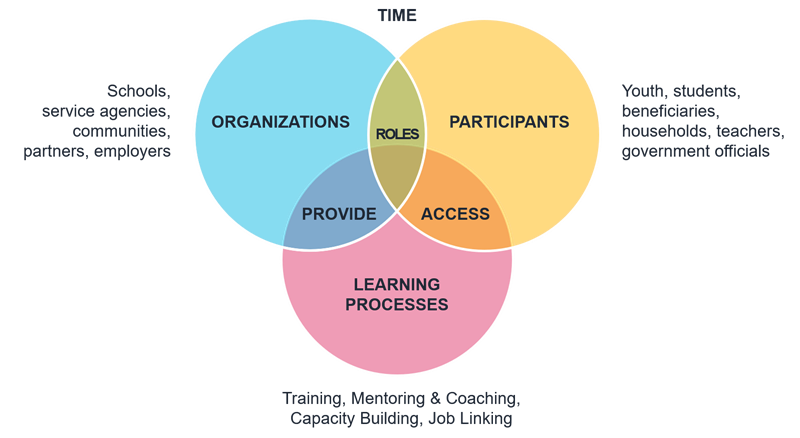 TIME
Schools,
service agencies,
communities,
partners, employers
ORGANIZATIONS
ROLES
PARTICIPANTS
Youth, students,
beneficiaries,
households, teachers,
government officials
PROVIDE
ACCESS
LEARNING
PROCESSES
Training, Mentoring & Coaching,
Capacity Building, Job Linking